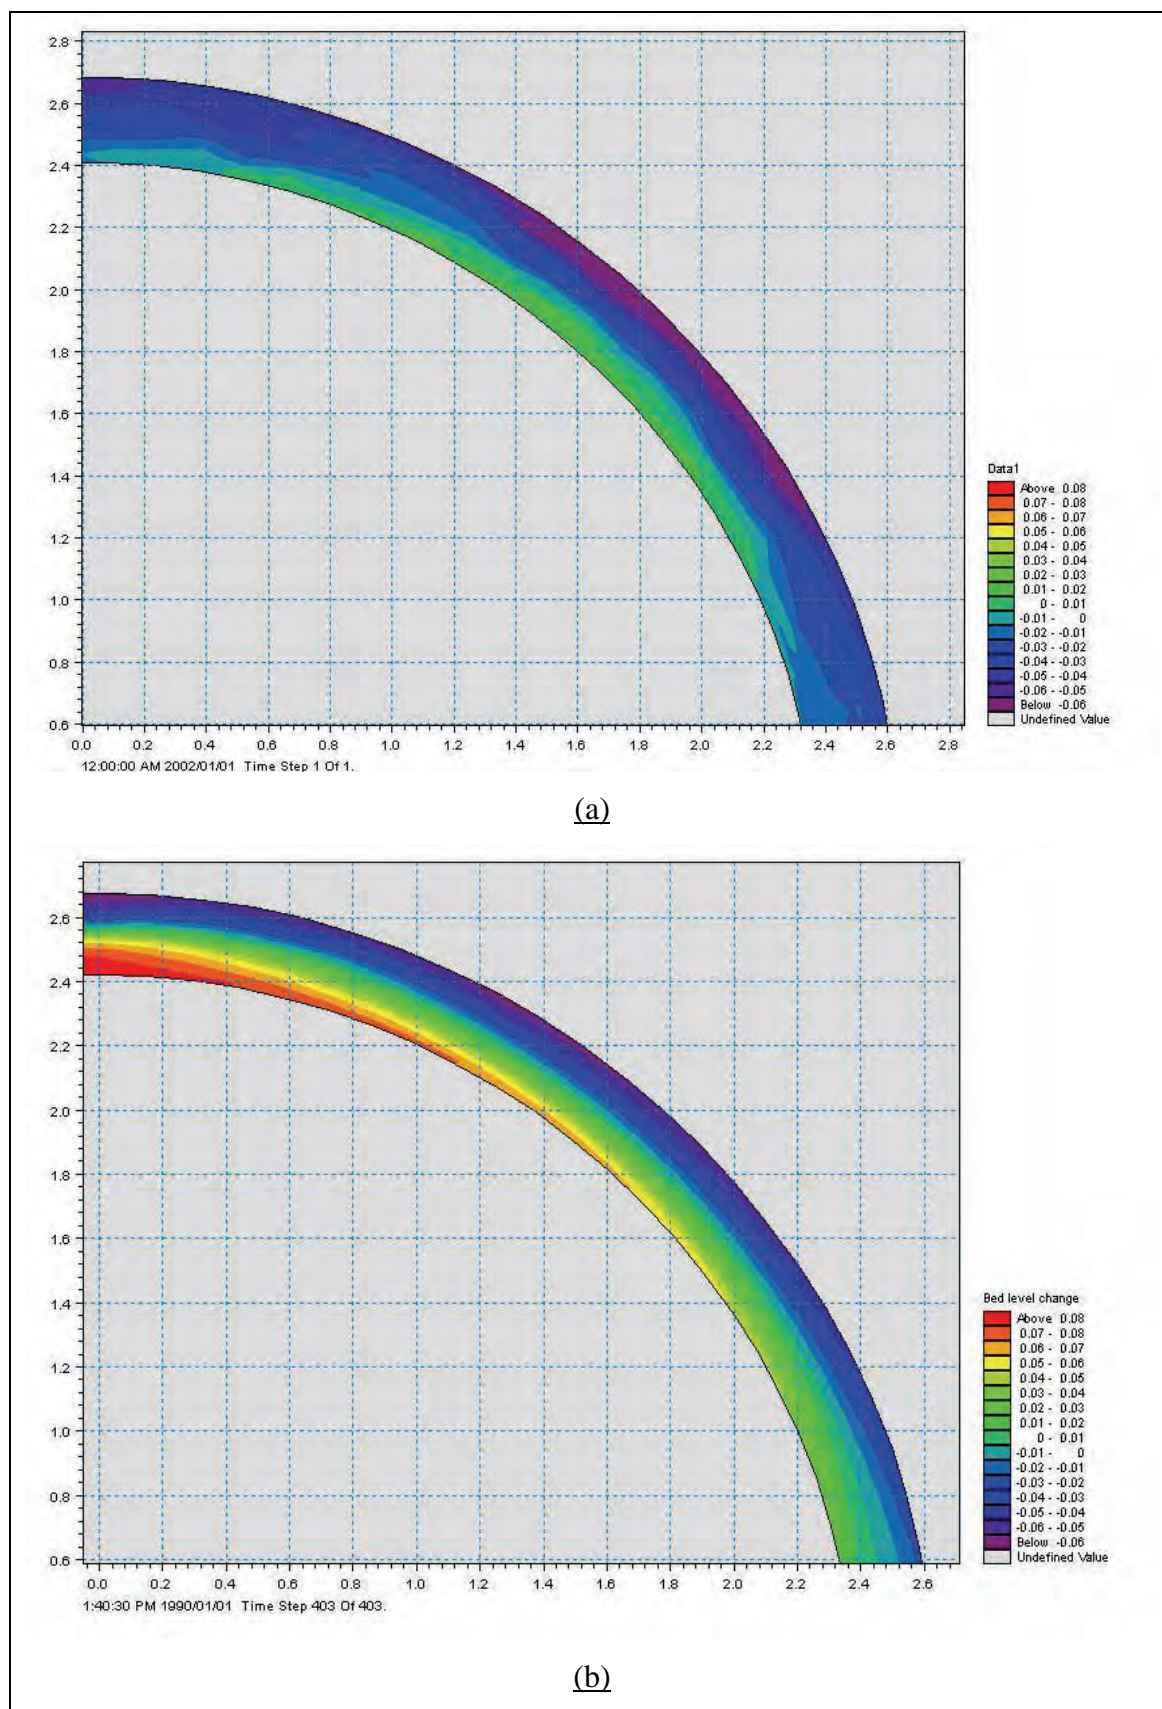 2.8
2.6
2.4
2.2
2.0
1.8
1.6
1.4
1.2
1.0
0.8
0.6
0.0 0.2 0.4 0.6 0.8 1.0 1.2 1.4 1.6 1.8 2.0 2.2 2.4 2.6 2.8
12:00:00 AM 2002/01/01 Time Step 1 Of 1.
Data1
Above 0.08
0.07 - 0.08
0.06 - 0.07
0.05 - 0.06
0.04 - 0.05
0.03 - 0.04
0.02 - 0.03
0.01 - 0.02
0 - 0.01
-0.01 - 0
-0.02 - -0.01
-0.03 - -0.02
-0.04 - -0.03
-0.05 - -0.04
-0.06 - -0.05
Below -0.06
Undefined Value
(a)
2.6
2.4
2.2
2.0
1.8
1.6
1.4
1.2
1.0
0.8
0.6
0.0 0.2 0.4 0.6 0.8 1.0 1.2 1.4 1.6 1.8 2.0 2.2 2.4 2.6
1:40:30 PM 1990/01/01 Time Step 403 Of 403.
Bed level change
Above 0.08
0.07 - 0.08
0.06 - 0.07
0.05 - 0.06
0.04 - 0.05
0.03 - 0.04
0.02 - 0.03
0.01 - 0.02
0 - 0.01
-0.01 - 0
-0.02 - -0.01
-0.03 - -0.02
-0.04 - -0.03
-0.05 - -0.04
-0.06 - -0.05
Below -0.06
Undefined Value
(b)